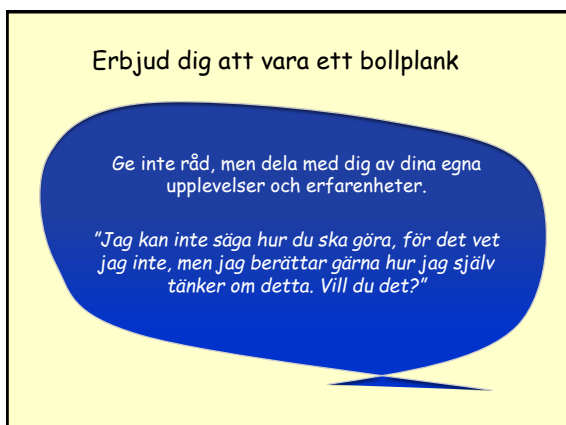 Erbjud dig att vara ett bollplank
Ge inte råd, men dela med dig av dina egna
upplevelser och erfarenheter.
"Jag kan inte säga hur du ska göra, för det vet
jag inte, men jag berättar gärna hur jag själv
tänker om detta. Vill du det?"